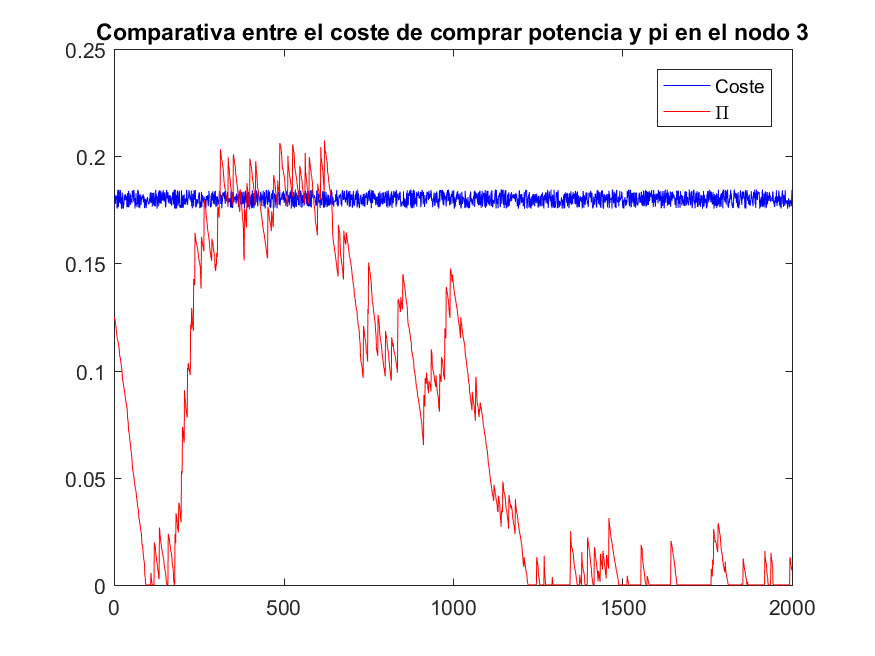 Comparativa entre el coste de comprar potencia y pi en el nodo 3
0.25
0.2
0.15
0.1
0.05
0
0 500 1000 1500 2000
Coste
Π